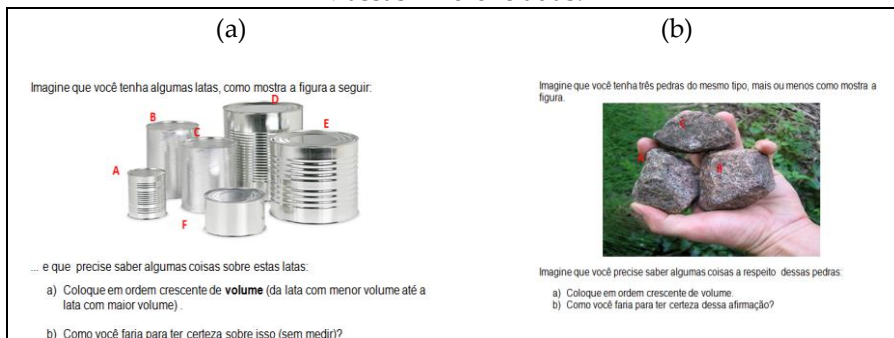 (a)
(b)
Imagine que você tenha algumas latas, como mostra a figura a seguir:
A
B
C
D
E
F
... e que precise saber algumas coisas sobre estas latas:
a) Coloque em ordem crescente de volume (da lata com menor volume até a
lata com maior volume) .
b) Como você faria para ter certeza sobre isso (sem medir)?
Imagine que você tenha três pedras do mesmo tipo, mais ou menos como mostra a
figura.
Imagine que você precise saber algumas coisas a respeito dessas pedras:
a) Coloque em ordem crescente de volume.
b) Como você faria para ter certeza dessa afirmação?